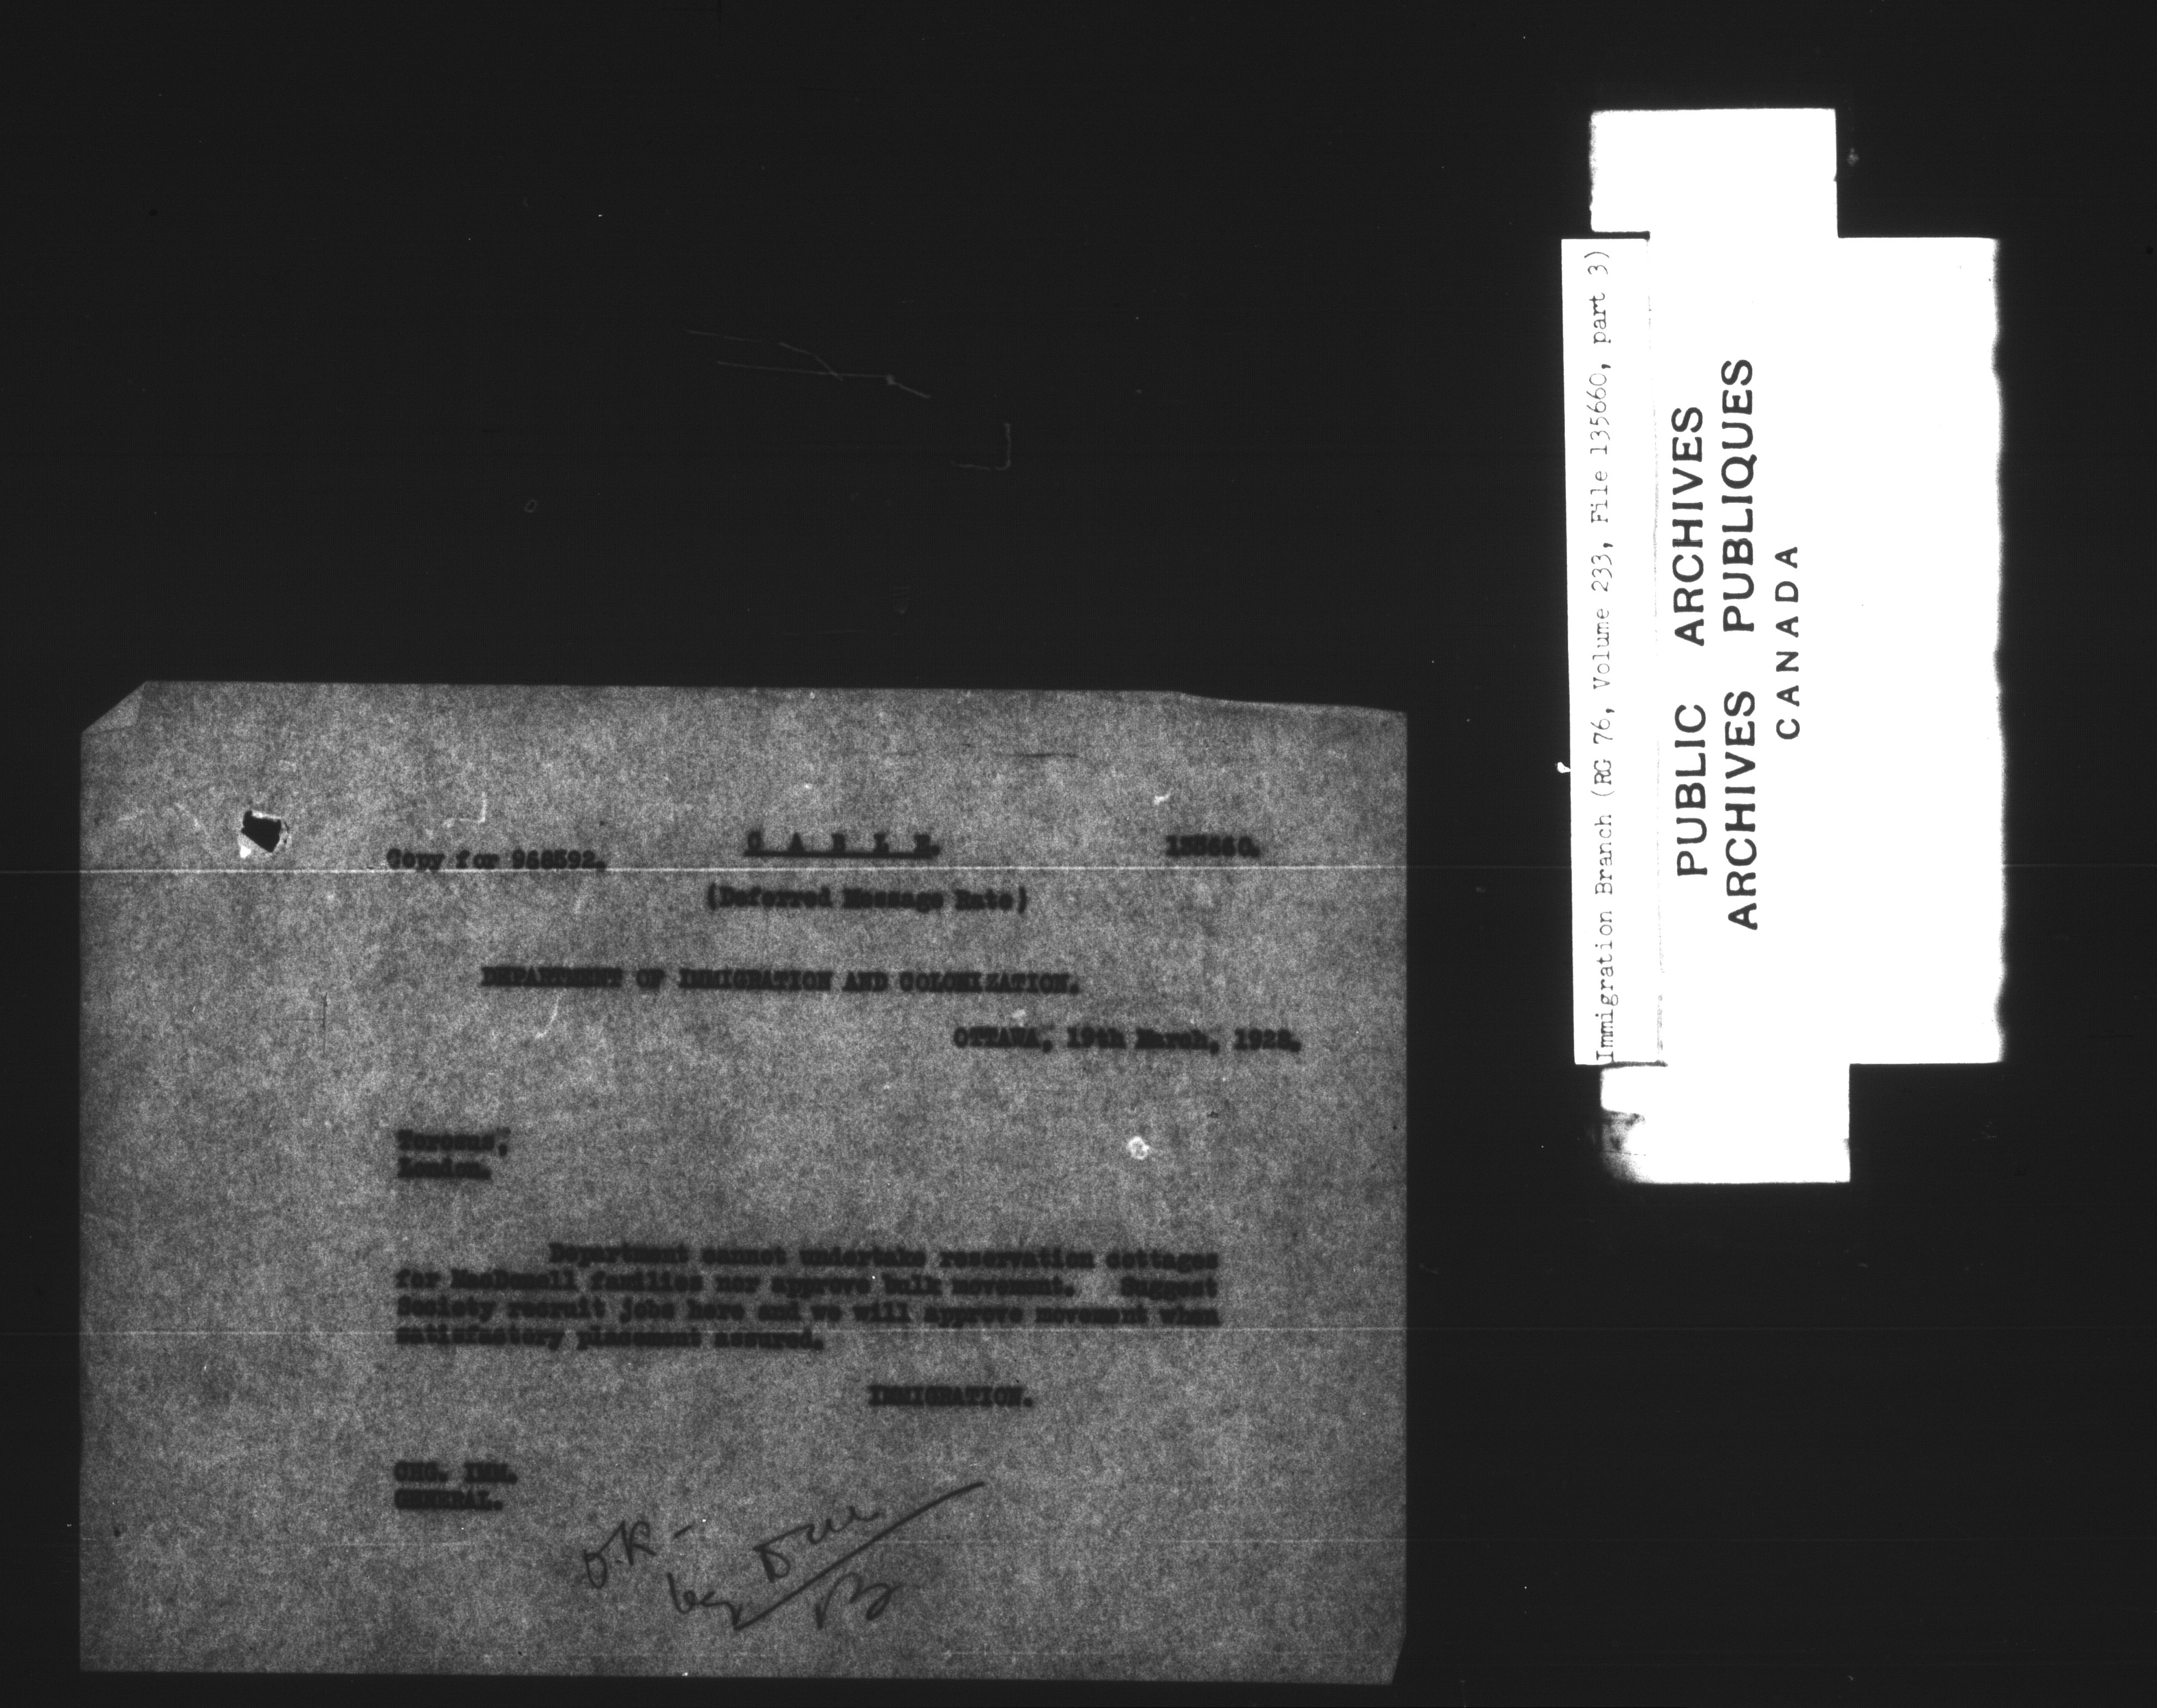 Copy for 968592.
C A B L E.
135660.
(Deferred Message Rate)
DEPARTMENT OF IMMIGRATION AND COLONIZATION.
OTTAWA, 19th March, 1928.
London.
Department cannot undertake reservation cottages
for MacDonell families nor approve bulk movement. Suggest
Society recruit jobs here and we will approve movement when
satisfactory placement assured.
IMMIGRATION.
GENERAL.
O.K -
by
Immigration Branch (RG 76, Volume 233, File 135660, part 3)
PUBLIC ARCHIVES
ARCHIVES PUBLIQUES
CANADA